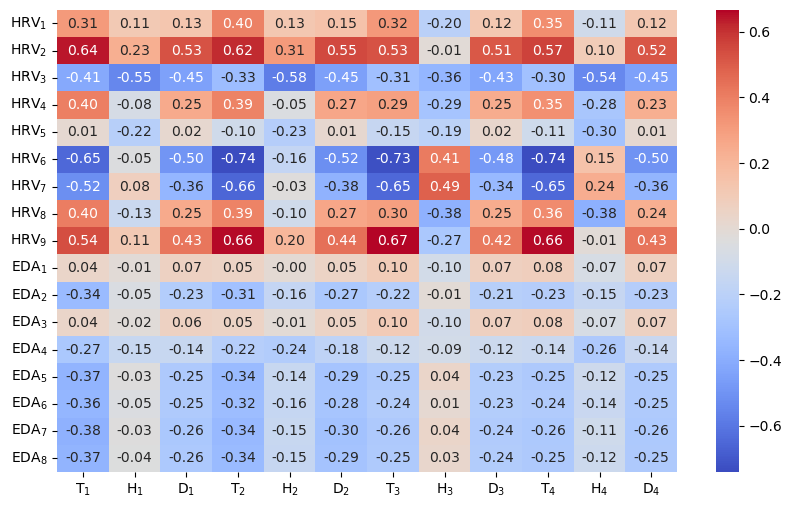 HRV₁ 0.31 0.11 0.13 0.40 0.13 0.15 0.32 -0.20 0.12 0.35 -0.11 0.12
HRV₂ 0.64 0.23 0.53 0.62 0.31 0.55 0.53 -0.01 0.51 0.57 0.10 0.52
HRV₃ -0.41 -0.55 -0.45 -0.33 -0.58 -0.45 -0.31 -0.36 -0.43 -0.30 -0.54 -0.45
HRV₄ 0.40 -0.08 0.25 0.39 -0.05 0.27 0.29 -0.29 0.25 0.35 -0.28 0.23
HRV₅ 0.01 -0.22 0.02 -0.10 -0.23 0.01 -0.15 -0.19 0.02 -0.11 -0.30 0.01
HRV₆ -0.65 -0.05 -0.50 -0.74 -0.16 -0.52 -0.73 0.41 -0.48 -0.74 0.15 -0.50
HRV₇ -0.52 0.08 -0.36 -0.66 -0.03 -0.38 -0.65 0.49 -0.34 -0.65 0.24 -0.36
HRV₈ 0.40 -0.13 0.25 0.39 -0.10 0.27 0.30 -0.38 0.25 0.36 -0.38 0.24
HRV₉ 0.54 0.11 0.43 0.66 0.20 0.44 0.67 -0.27 0.42 0.66 -0.01 0.43
EDA₁ 0.04 -0.01 0.07 0.05 -0.00 0.05 0.10 -0.10 0.07 0.08 -0.07 0.07
EDA₂ -0.34 -0.05 -0.23 -0.31 -0.16 -0.27 -0.22 -0.01 -0.21 -0.23 -0.15 -0.23
EDA₃ 0.04 -0.02 0.06 0.05 -0.01 0.05 0.10 -0.10 0.07 0.08 -0.07 0.07
EDA₄ -0.27 -0.15 -0.14 -0.22 -0.24 -0.18 -0.12 -0.09 -0.12 -0.14 -0.26 -0.14
EDA₅ -0.37 -0.03 -0.25 -0.34 -0.14 -0.29 -0.25 0.04 -0.23 -0.25 -0.12 -0.25
EDA₆ -0.36 -0.05 -0.25 -0.32 -0.16 -0.28 -0.24 0.01 -0.23 -0.24 -0.14 -0.25
EDA₇ -0.38 -0.03 -0.26 -0.34 -0.15 -0.30 -0.26 0.04 -0.24 -0.26 -0.11 -0.26
EDA₈ -0.37 -0.04 -0.26 -0.34 -0.15 -0.29 -0.25 0.03 -0.24 -0.25 -0.12 -0.25
T₁ H₁ D₁ T₂ H₂ D₂ T₃ H₃ D₃ T₄ H₄ D₄
0.6
0.4
0.2
0.0
−0.2
−0.4
−0.6